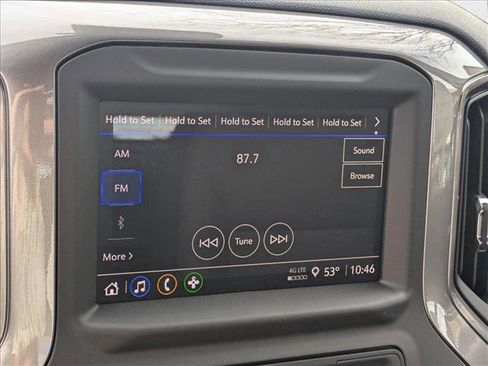 Hold to Set Hold to Set Hold to Set Hold to Set Hold to Set >
AM 87.7 Sound
FM Browse
Tune
More >
4G LTE
53° 10:46